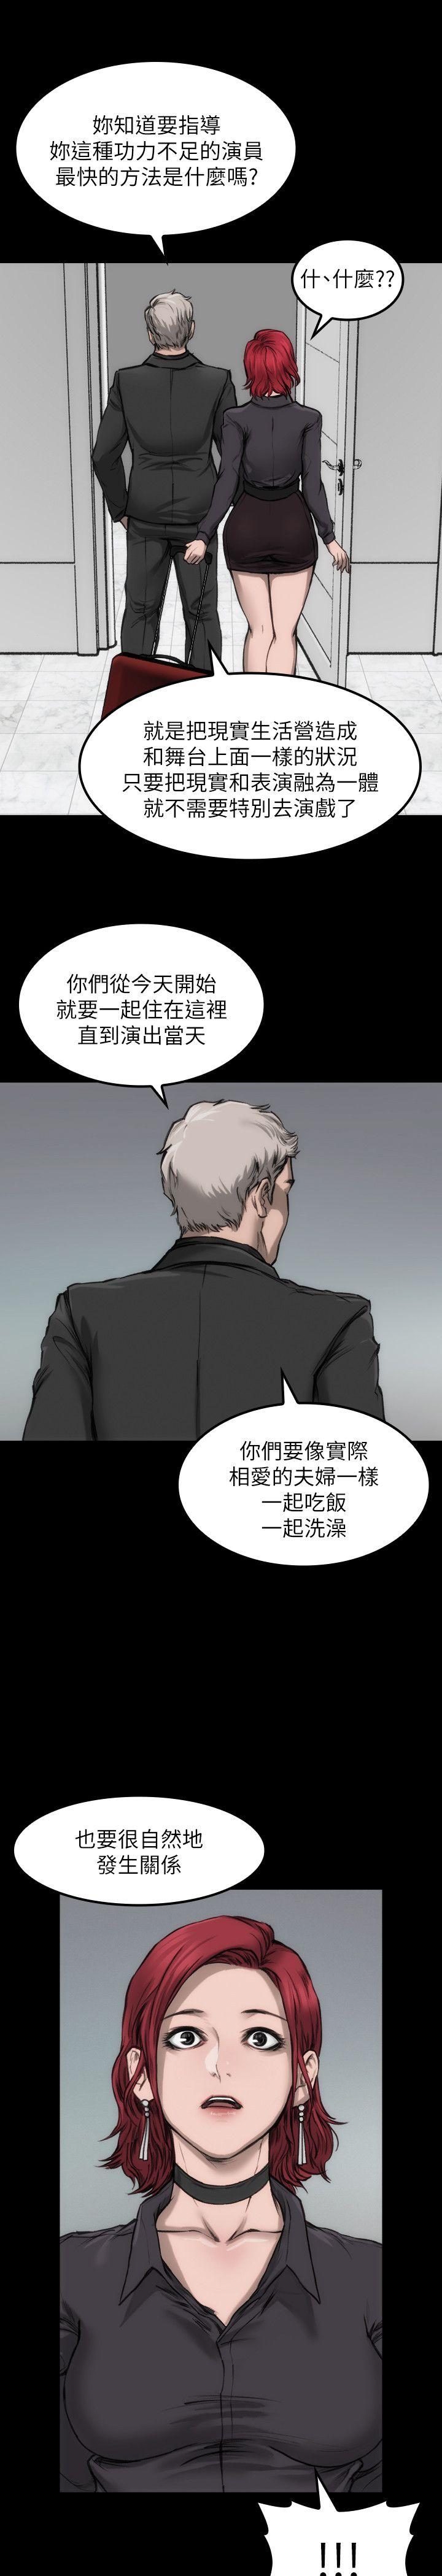 妳知道要指導
妳這種功力不足的演員
最快的方法是什麼嗎?
什、什麼??
就是把現實生活營造成
和舞台上面一樣的狀況
只要把現實和表演融為一體
就不需要特別去演戲了
你們從今天開始
就要一起住在這裡
直到演出當天
你們要像實際
相愛的夫婦一樣
一起吃飯
一起洗澡
也要很自然地
發生關係
!!!